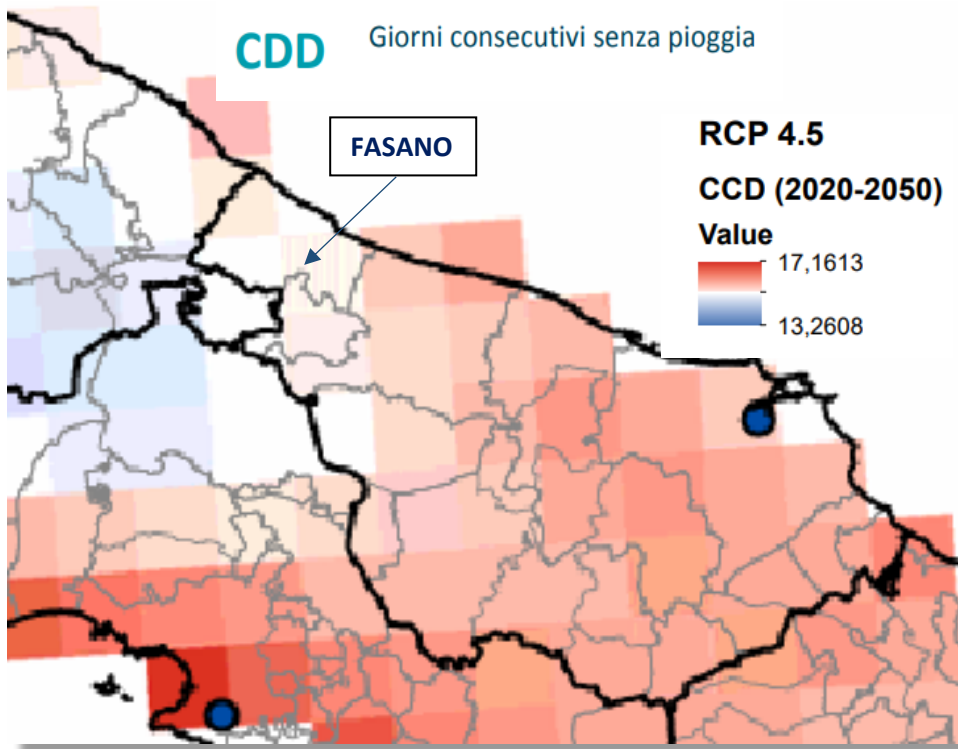 CDD
Giorni consecutivi senza pioggia
FASANO
RCP 4.5
CCD (2020-2050)
Value
17,1613
13,2608